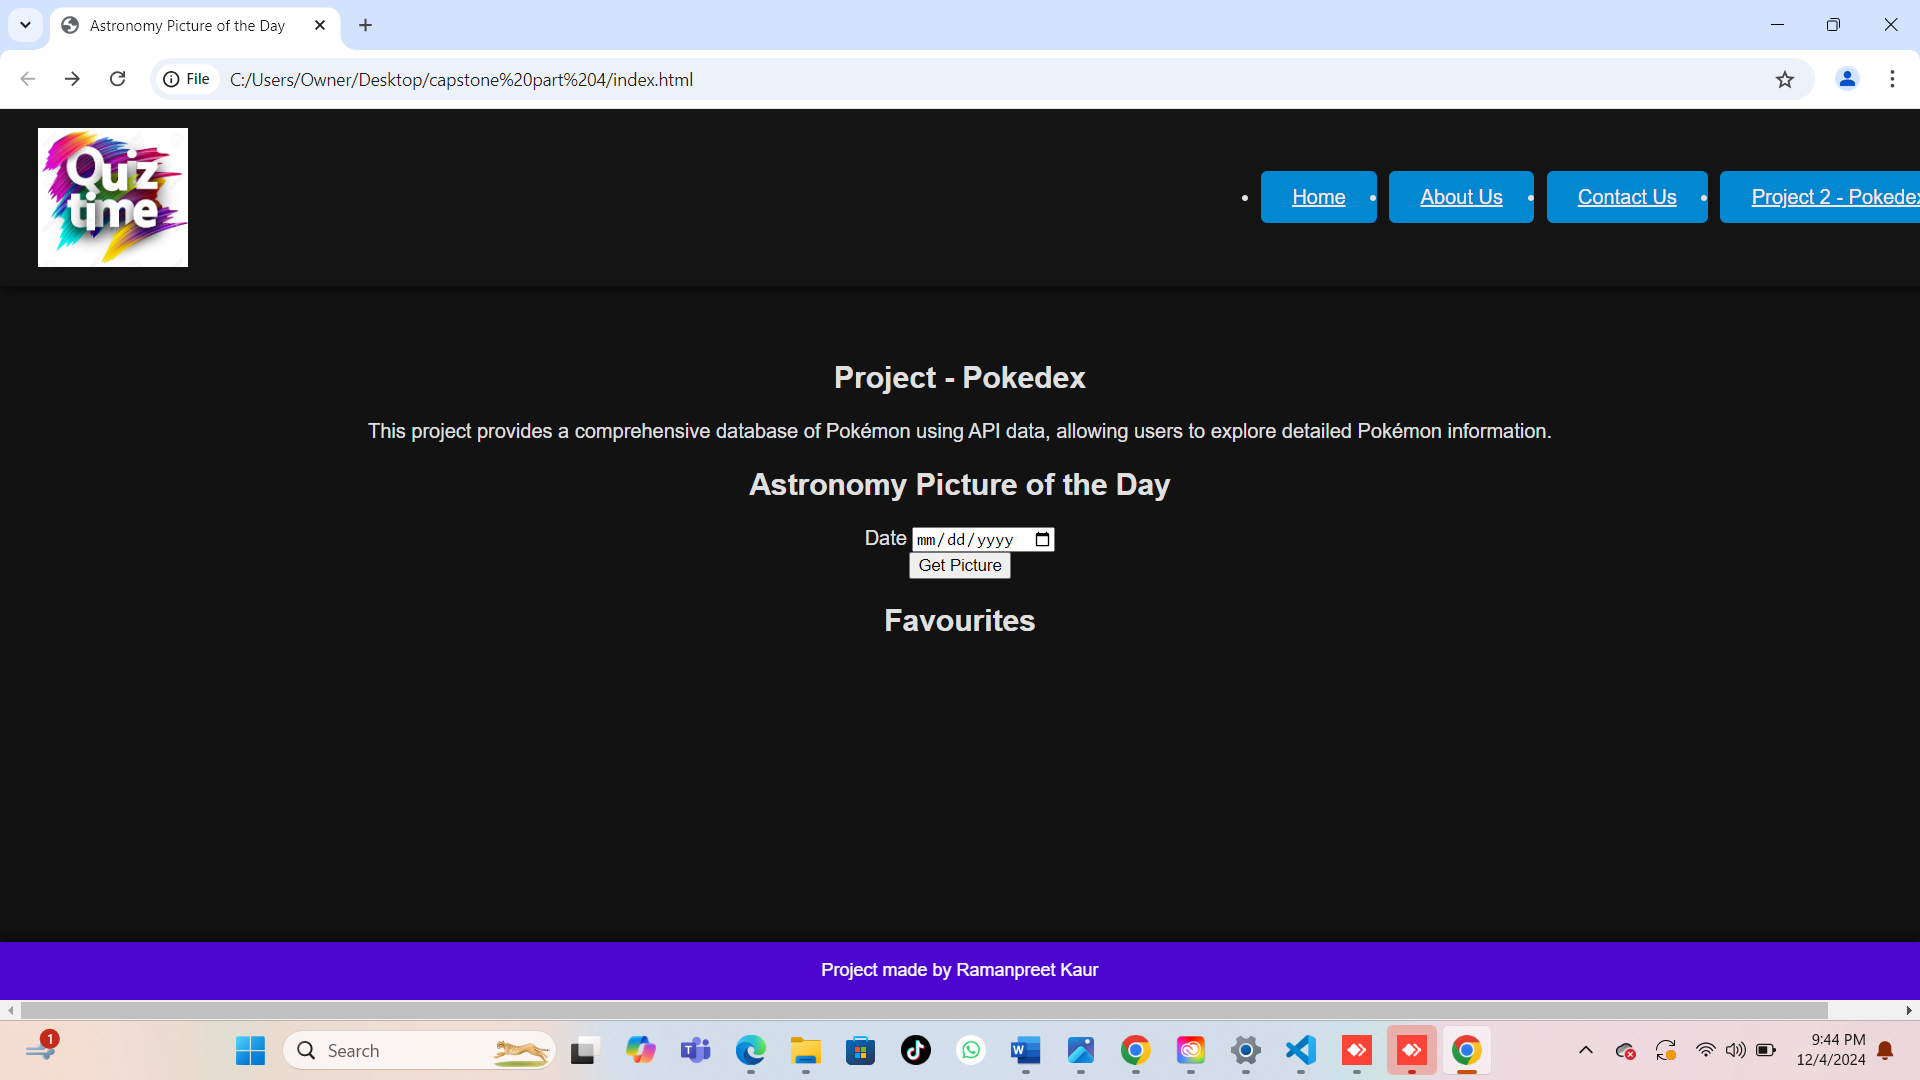 Astronomy Picture of the Day
File
C:/Users/Owner/Desktop/capstone%20part%204/index.html
Quiz
time
Home
About Us
Contact Us
Project 2 - Pokedex
Project - Pokedex
This project provides a comprehensive database of Pokémon using API data, allowing users to explore detailed Pokémon information.
Astronomy Picture of the Day
Date mm/dd/yyyy
Get Picture
Favourites
Project made by Ramanpreet Kaur
1
Search
9:44 PM
12/4/2024